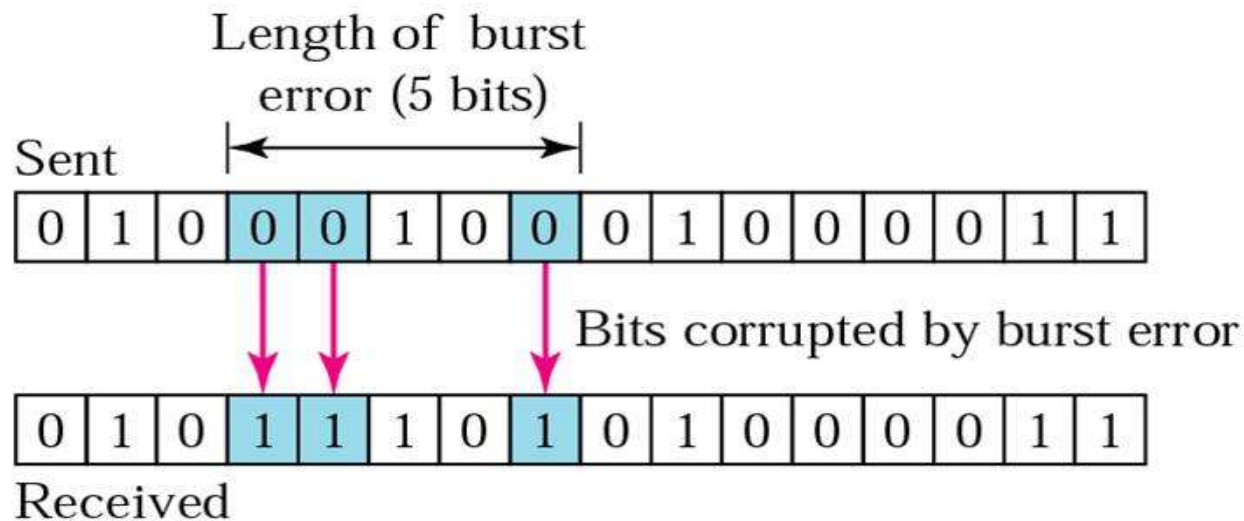 Length of burst
error (5 bits)
Sent
0 1 0 0 0 1 0 0 0 1 0 0 0 0 1 1
Bits corrupted by burst error
0 1 0 1 1 1 0 1 0 1 0 0 0 0 1 1
Received